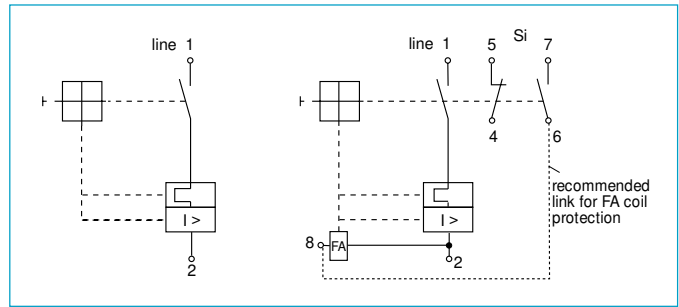 line 1
I >
2
line 1
5
Si
7
4
6
recommended
link for FA coil
protection
I >
8
FA
2